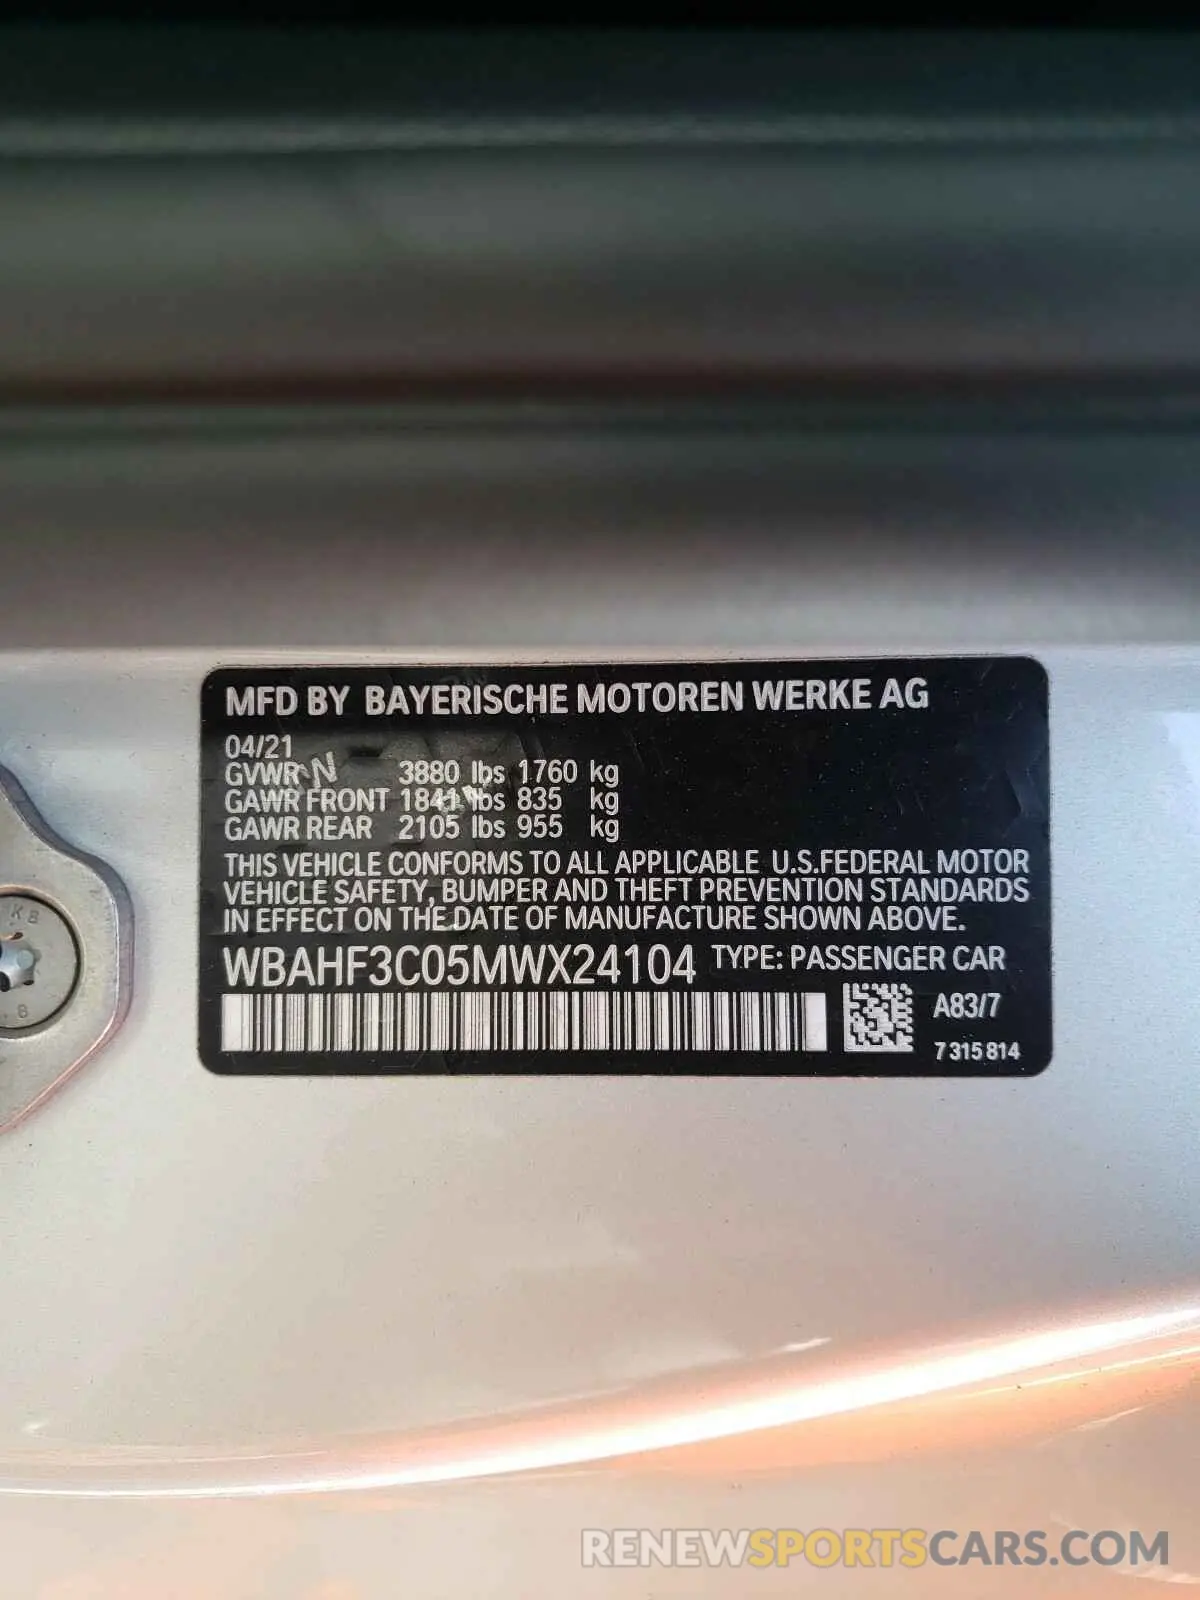 MFD BY BAYERISCHE MOTOREN WERKE AG
04/21
GVWR 3880 lbs 1760 kg
GAWR FRONT 1841 lbs 835 kg
GAWR REAR 2105 lbs 955 kg
THIS VEHICLE CONFORMS TO ALL APPLICABLE U.S.FEDERAL MOTOR
VEHICLE SAFETY, BUMPER AND THEFT PREVENTION STANDARDS
IN EFFECT ON THE DATE OF MANUFACTURE SHOWN ABOVE.
WBAHF3C05MWX24104 TYPE: PASSENGER CAR
A83/7
7 315 814
K8
8
RENEWSPORTSCARS.COM